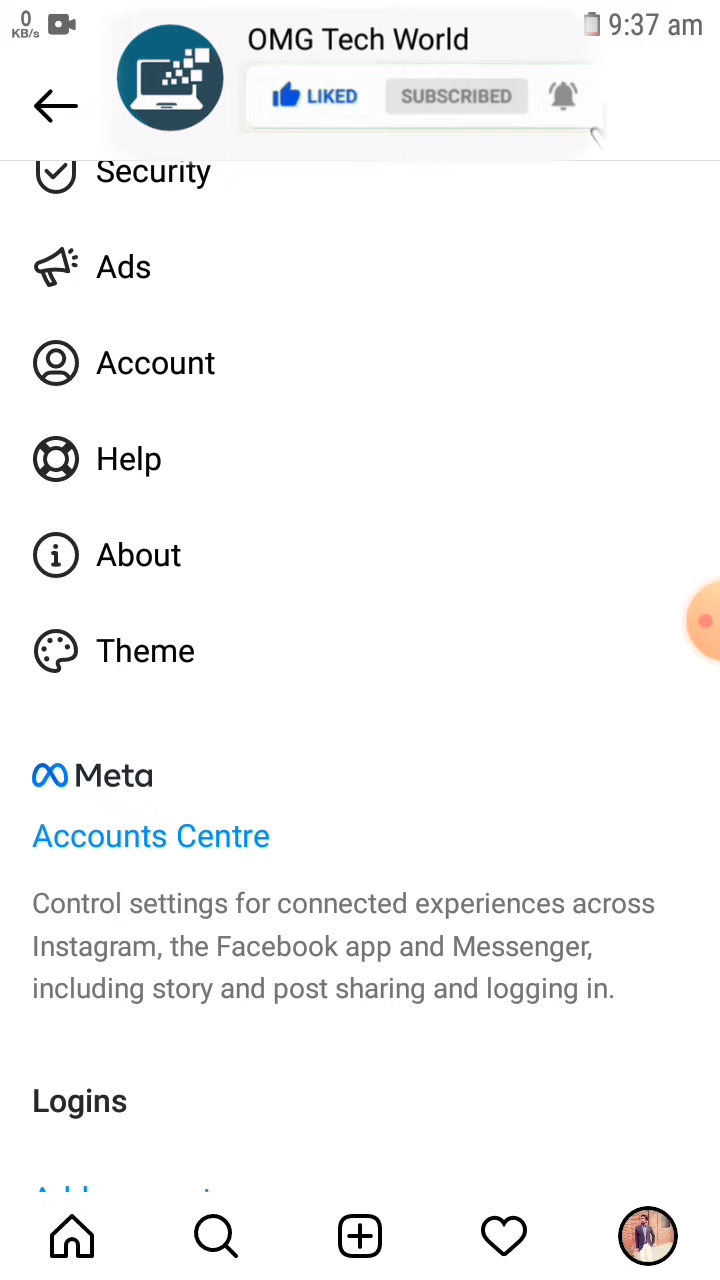 0
KB/s
9:37 am
OMG Tech World
LIKED SUBSCRIBED
Security
Ads
Account
Help
About
Theme
Meta
Accounts Centre
Control settings for connected experiences across
Instagram, the Facebook app and Messenger,
including story and post sharing and logging in.
Logins